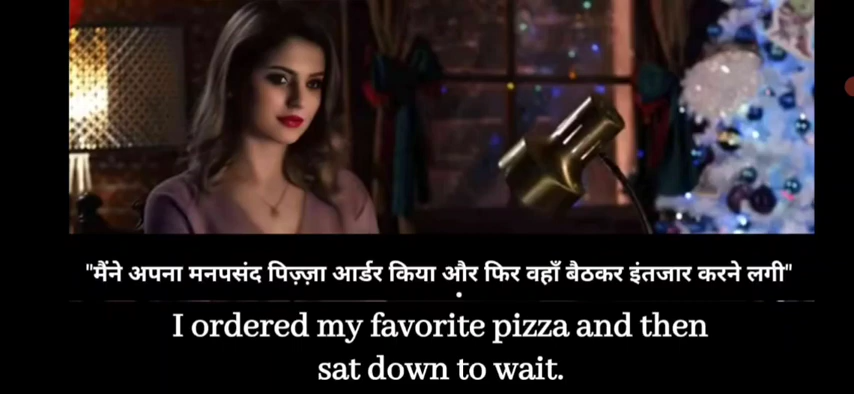 "मैंने अपना मनपसंद पिज़्ज़ा आर्डर किया और फिर वहाँ बैठकर इंतजार करने लगी"
I ordered my favorite pizza and then
sat down to wait.